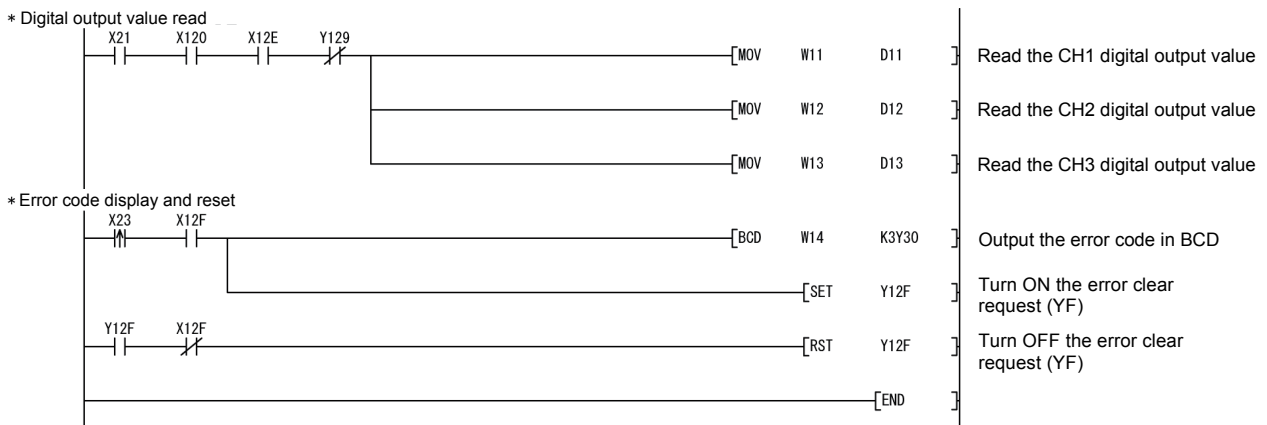 * Digital output value read
X21 X120 X12E Y129
[MOV W11 D11 ] Read the CH1 digital output value
[MOV W12 D12 ] Read the CH2 digital output value
[MOV W13 D13 ] Read the CH3 digital output value
* Error code display and reset
X23 X12F
[BCD W14 K3Y30 ] Output the error code in BCD
[SET Y12F ] Turn ON the error clear
request (YF)
Y12F X12F
[RST Y12F ] Turn OFF the error clear
request (YF)
[END ]